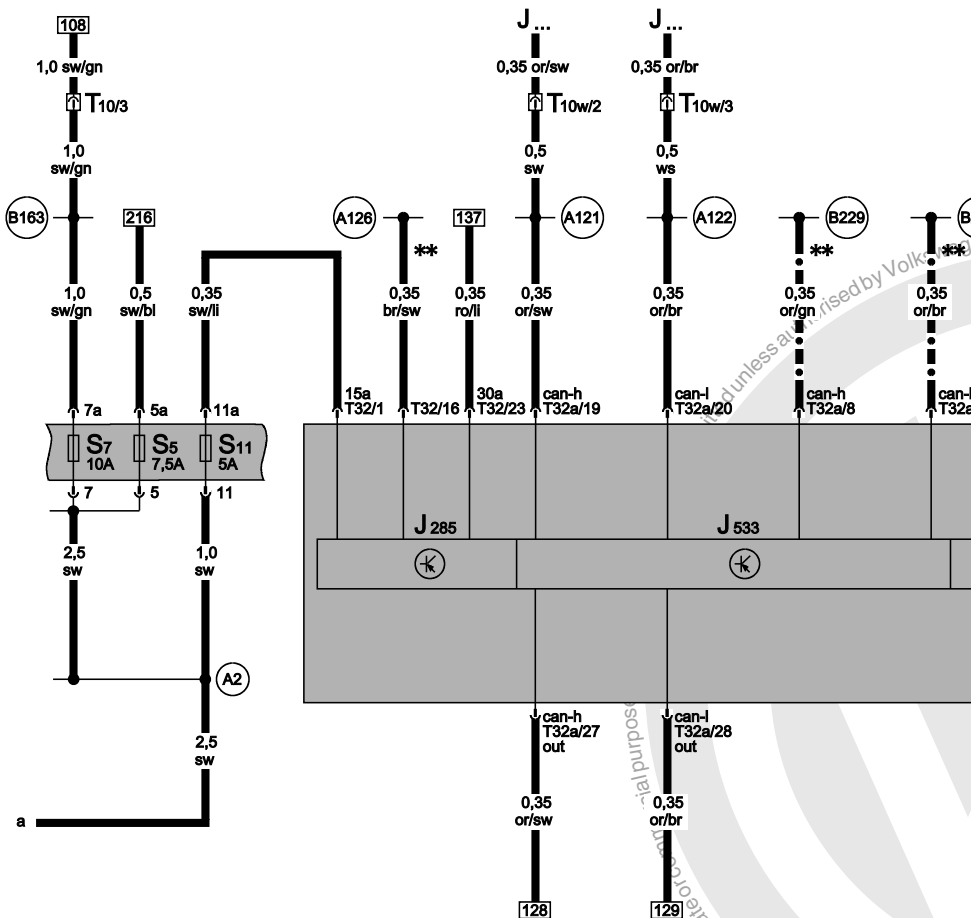 108
J...
J...
1,0 sw/gn
0,35 or/sw
0,35 or/br
T10/3
T10w/2
T10w/3
1,0
sw/gn
0,5
sw
0,5
ws
B163
216
A126
137
A121
A122
B229
B
**
**
**
1,0
sw/gn
0,5
sw/bl
0,35
sw/li
0,35
br/sw
0,35
ro/li
0,35
or/sw
0,35
or/br
0,35
or/gn
0,35
or/br
7a
5a
11a
15a
T32/1
T32/16
30a
T32/23
can-h
T32a/19
can-l
T32a/20
can-h
T32a/8
can-l
T32a
S7
10A
S5
7,5A
S11
5A
7
5
11
J285
J533
2,5
sw
1,0
sw
A2
can-h
T32a/27
out
can-l
T32a/28
out
2,5
sw
a
0,35
or/sw
0,35
or/br
128
129